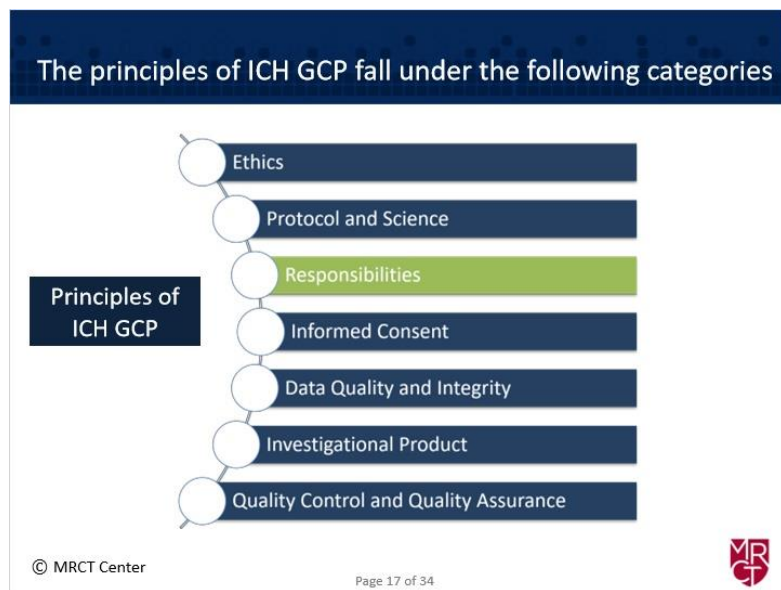 The principles of ICH GCP fall under the following categories
Ethics
Protocol and Science
Responsibilities
Principles of
ICH GCP
Informed Consent
Data Quality and Integrity
Investigational Product
Quality Control and Quality Assurance
© MRCT Center
Page 17 of 34
MR
CT